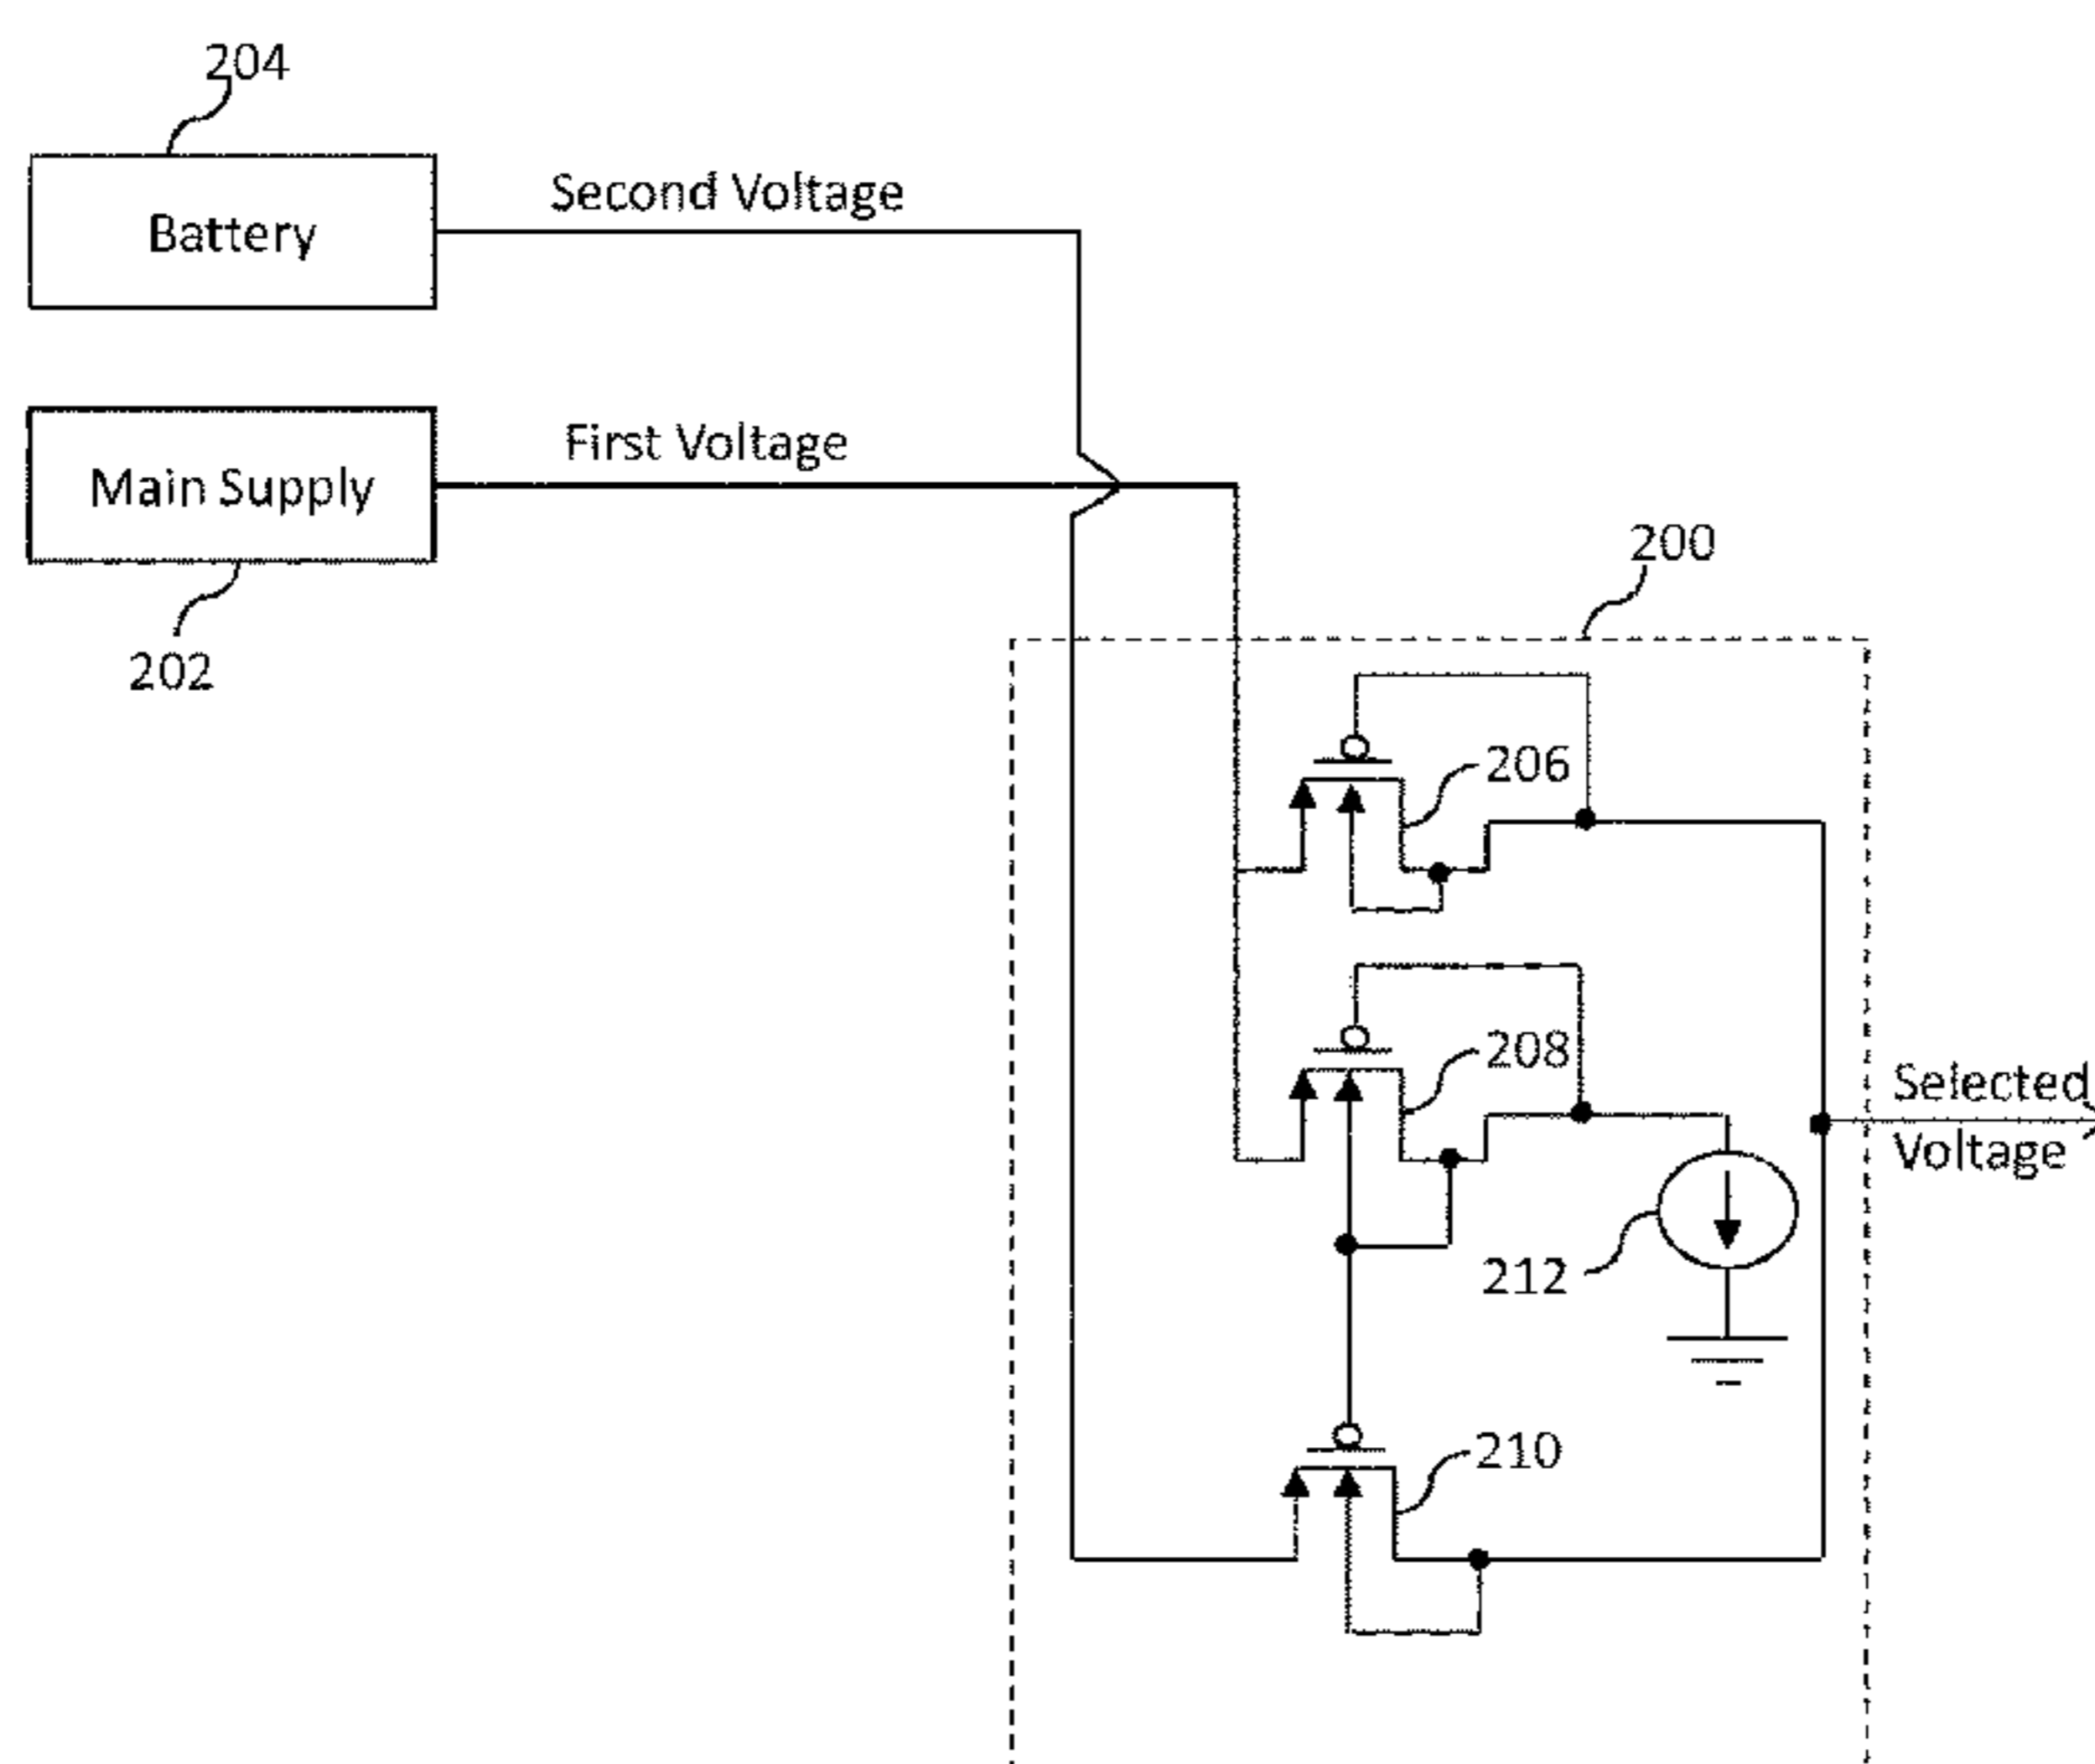 204
Battery
Second Voltage
Main Supply
First Voltage
202
200
206
208
Selected
Voltage
212
210